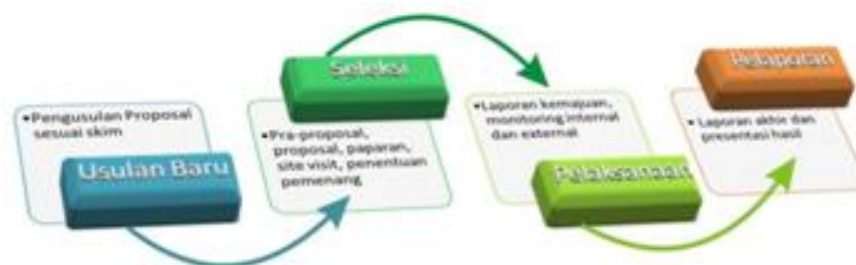 •Pengusulan Proposal
sesuai skim
Usulan Baru
Seleksi
•Pra-proposal,
proposal, paparan,
site visit, penentuan
pemenang
•Laporan kemajuan,
monitoring internal
dan external
Pelaksanaan
Pelaporan
• Laporan akhir dan
presentasi hasil